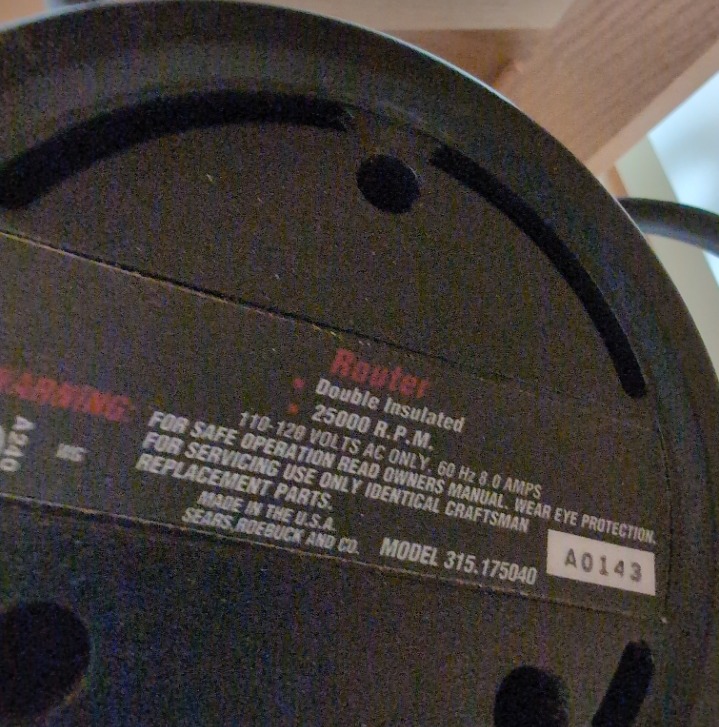 Router
Double Insulated
25000 R.P.M.
110-120 VOLTS AC ONLY. 60 Hz 8.0 AMPS
WARNING:
FOR SAFE OPERATION READ OWNERS MANUAL. WEAR EYE PROTECTION.
FOR SERVICING USE ONLY IDENTICAL CRAFTSMAN
REPLACEMENT PARTS.
MADE IN THE U.S.A.
SEARS, ROEBUCK AND CO.
MODEL 315.175040
A0143
A240